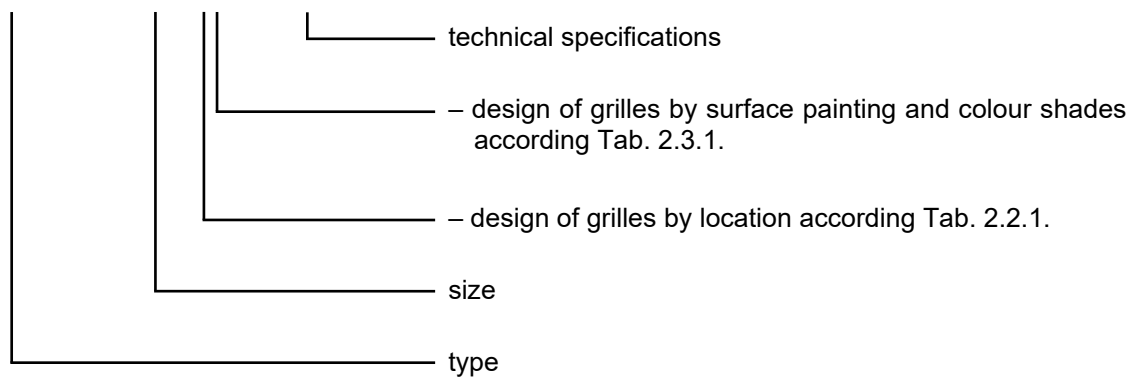 technical specifications
– design of grilles by surface painting and colour shades
according Tab. 2.3.1.
– design of grilles by location according Tab. 2.2.1.
size
type